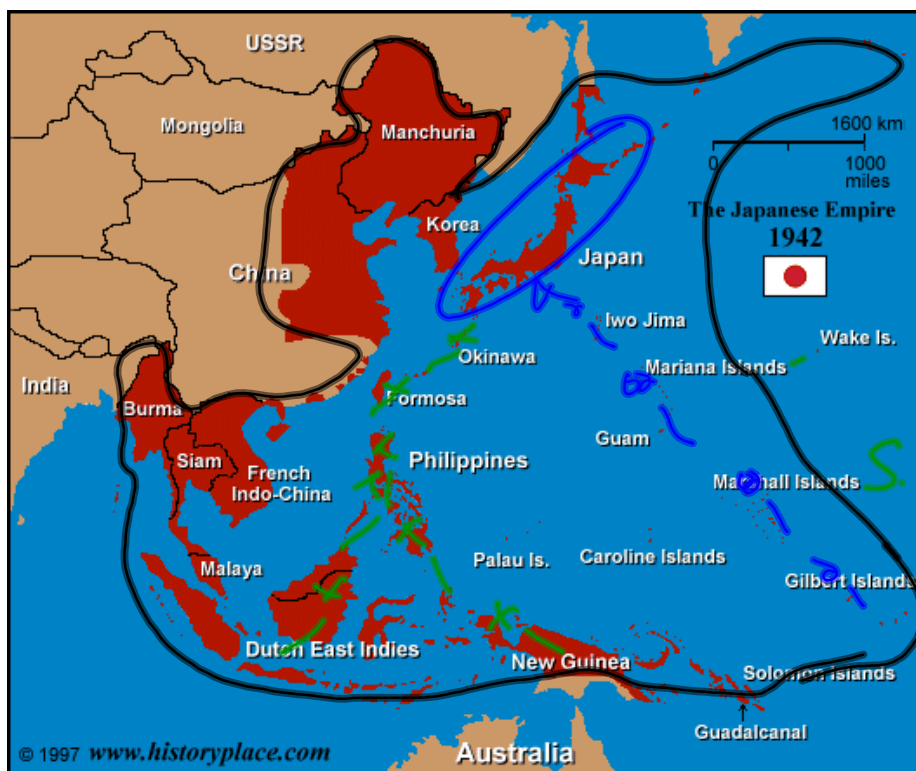 USSR
Mongolia
Manchuria
1600 km
0
1000
miles
The Japanese Empire
1942
Korea
Japan
China
Iwo Jima
Wake Is.
Okinawa
Mariana Islands
India
Burma
Formosa
Guam
Siam
French
Indo-China
Philippines
Marshall Islands
S.
Malaya
Palau Is.
Caroline Islands
Gilbert Islands
Dutch East Indies
New Guinea
Solomon Islands
Guadalcanal
© 1997 www.historyplace.com
Australia